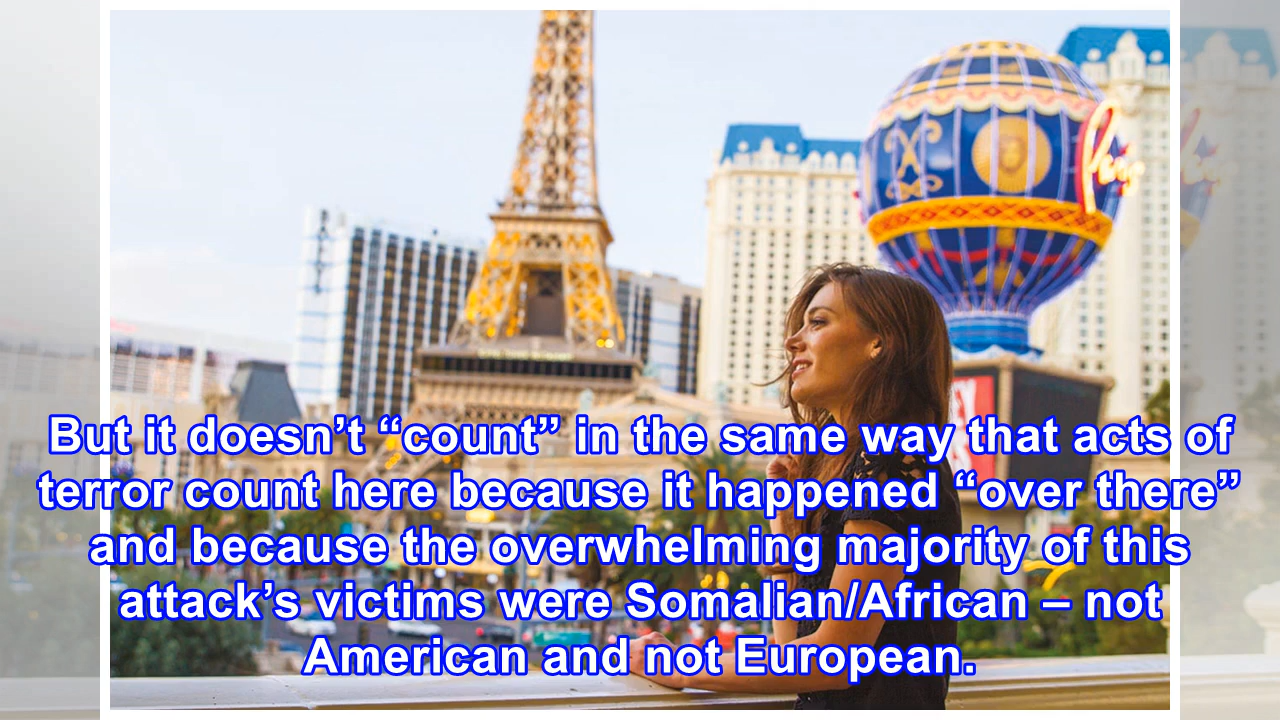 But it doesn’t “count” in the same way that acts of
terror count here because it happened “over there”
and because the overwhelming majority of this
attack’s victims were Somalian/African – not
American and not European.